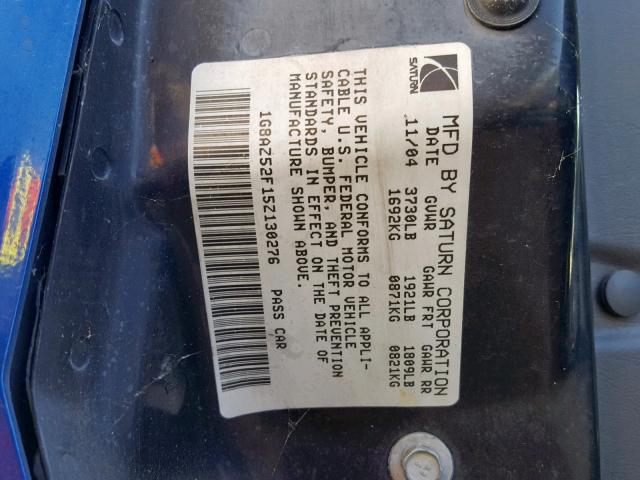 SATURN
MFD BY SATURN CORPORATION
DATE GVWR GAWR FRT GAWR RR
11/04 3730LB 1921LB 1809LB
1692KG 0871KG 0821KG
THIS VEHICLE CONFORMS TO ALL APPLI-
CABLE U.S. FEDERAL MOTOR VEHICLE
SAFETY, BUMPER, AND THEFT PREVENTION
STANDARDS IN EFFECT ON THE DATE OF
MANUFACTURE SHOWN ABOVE.
1G8AZ52F15Z130276 PASS CAR